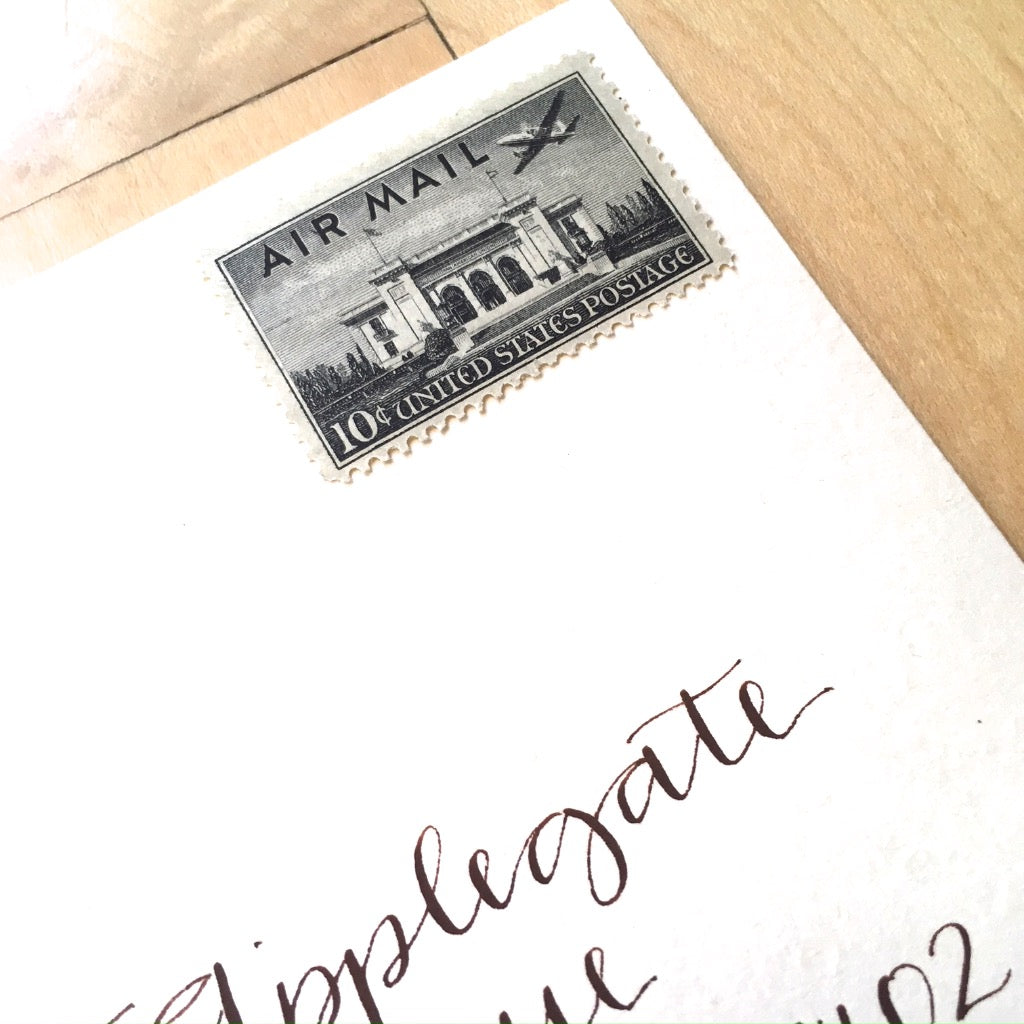 AIR MAIL
10¢ UNITED STATES POSTAGE
Applegate